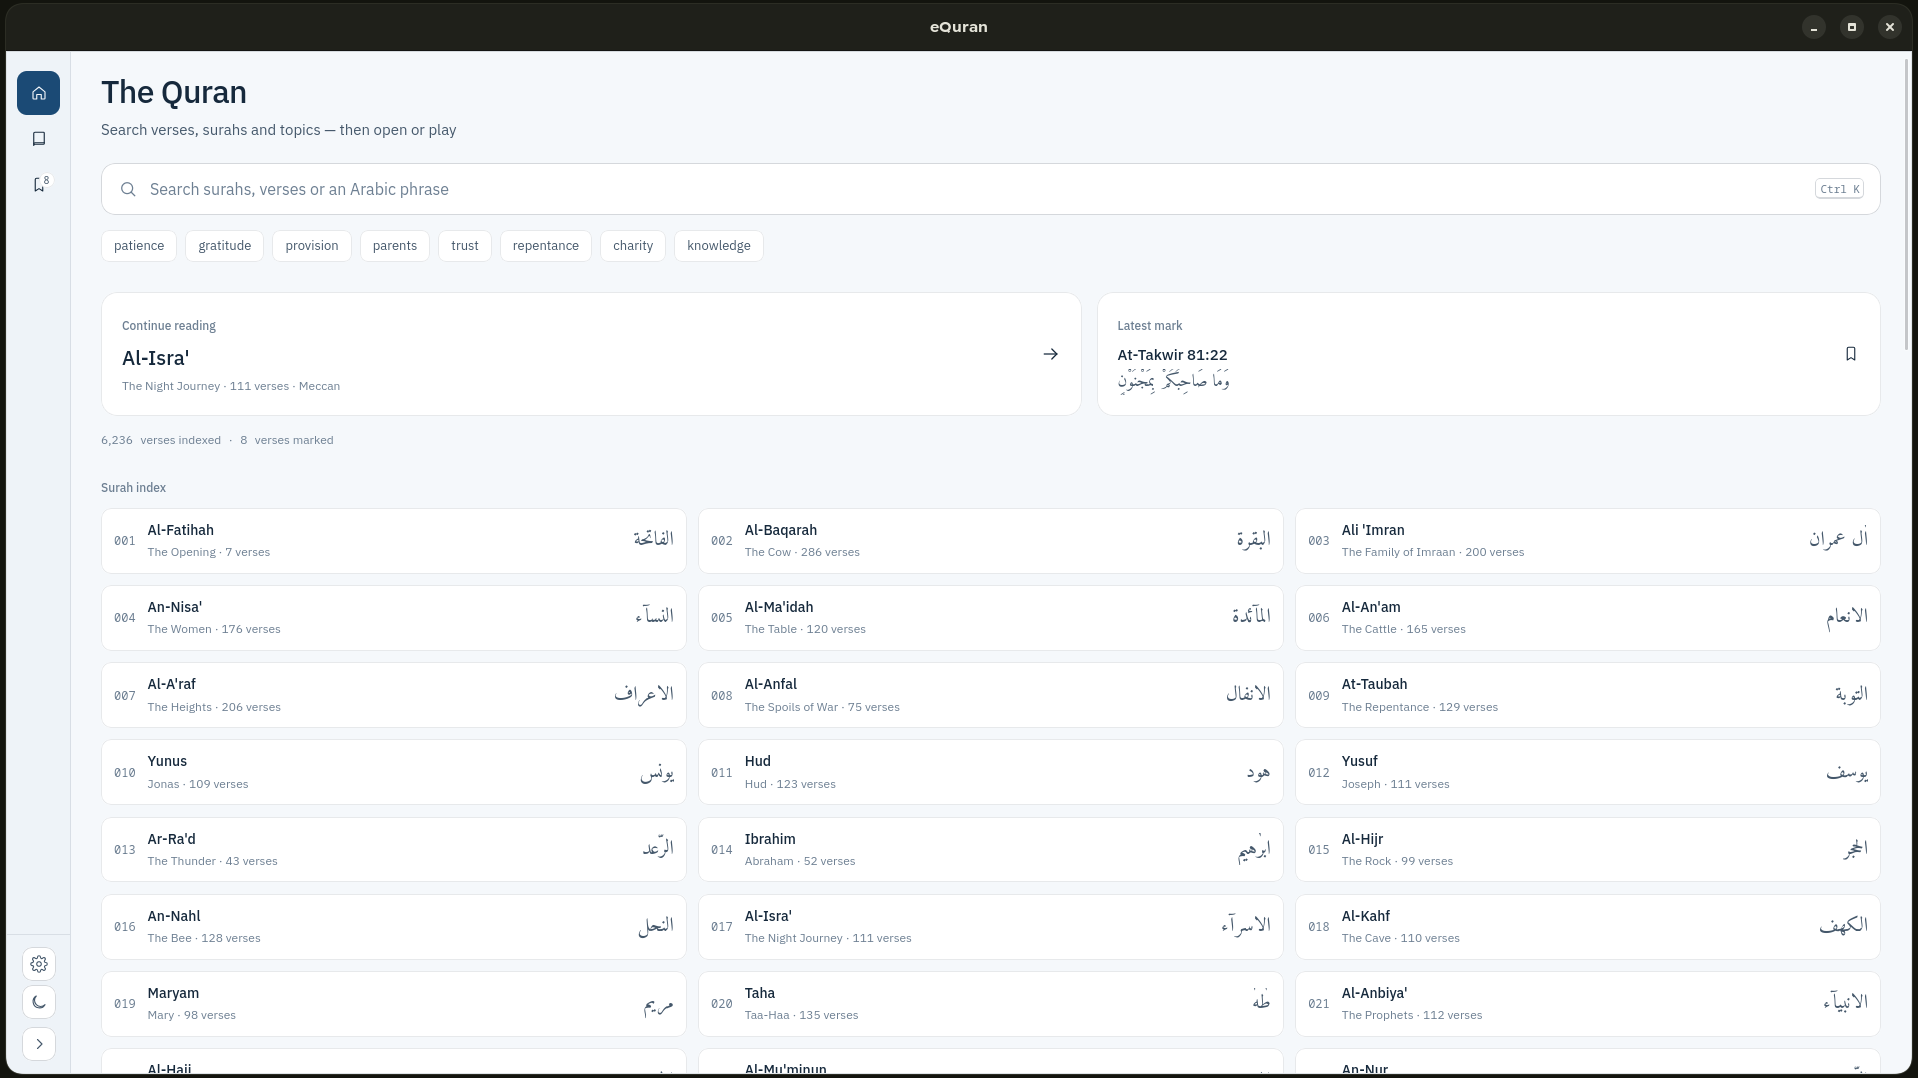 eQuran
The Quran
Search verses, surahs and topics — then open or play
Search surahs, verses or an Arabic phrase
Ctrl K
patience gratitude provision parents trust repentance charity knowledge
8
Continue reading
Al-Isra'
The Night Journey · 111 verses · Meccan
Latest mark
At-Takwir 81:22
وَمَا صَاحِبُكُمْ بِمَجْنُوْنٍ
6,236 verses indexed · 8 verses marked
Surah index
001 Al-Fatihah الفاتحة
The Opening · 7 verses
002 Al-Baqarah البقرة
The Cow · 286 verses
003 Ali 'Imran اٰل عمران
The Family of Imraan · 200 verses
004 An-Nisa' النسآء
The Women · 176 verses
005 Al-Ma'idah المآئدة
The Table · 120 verses
006 Al-An'am الانعام
The Cattle · 165 verses
007 Al-A'raf الاعراف
The Heights · 206 verses
008 Al-Anfal الانفال
The Spoils of War · 75 verses
009 At-Taubah التوبة
The Repentance · 129 verses
010 Yunus يونس
Jonas · 109 verses
011 Hud هود
Hud · 123 verses
012 Yusuf يوسف
Joseph · 111 verses
013 Ar-Ra'd الرّعد
The Thunder · 43 verses
014 Ibrahim ابرٰهيم
Abraham · 52 verses
015 Al-Hijr الحجر
The Rock · 99 verses
016 An-Nahl النحل
The Bee · 128 verses
017 Al-Isra' الاسرآء
The Night Journey · 111 verses
018 Al-Kahf الكهف
The Cave · 110 verses
019 Maryam مريم
Mary · 98 verses
020 Taha طٰهٰ
Taa-Haa · 135 verses
021 Al-Anbiya' الانبيآء
The Prophets · 112 verses
Al-Hajj
Al-Mu'minun
An-Nur